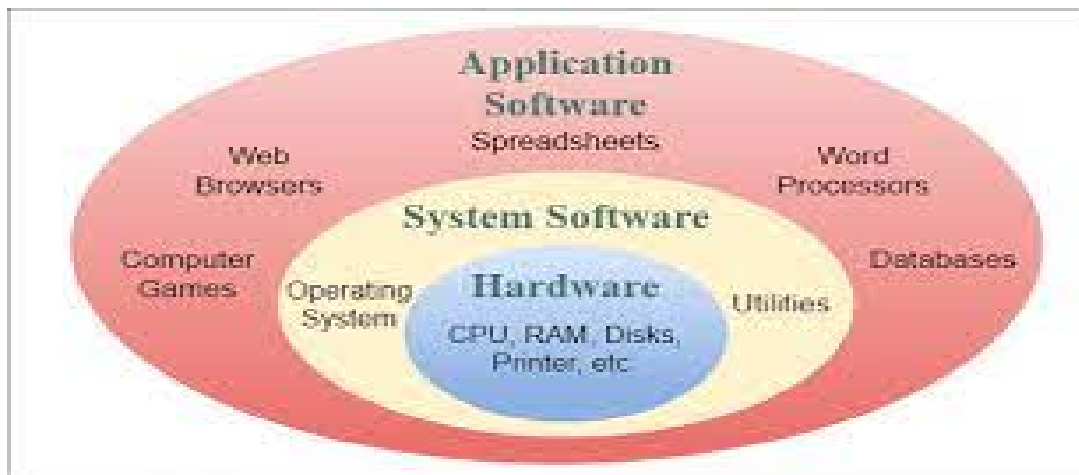 Application
Software
Spreadsheets
Web
Browsers
Word
Processors
System Software
Computer
Games
Databases
Operating
System
Hardware
Utilities
CPU, RAM, Disks,
Printer, etc